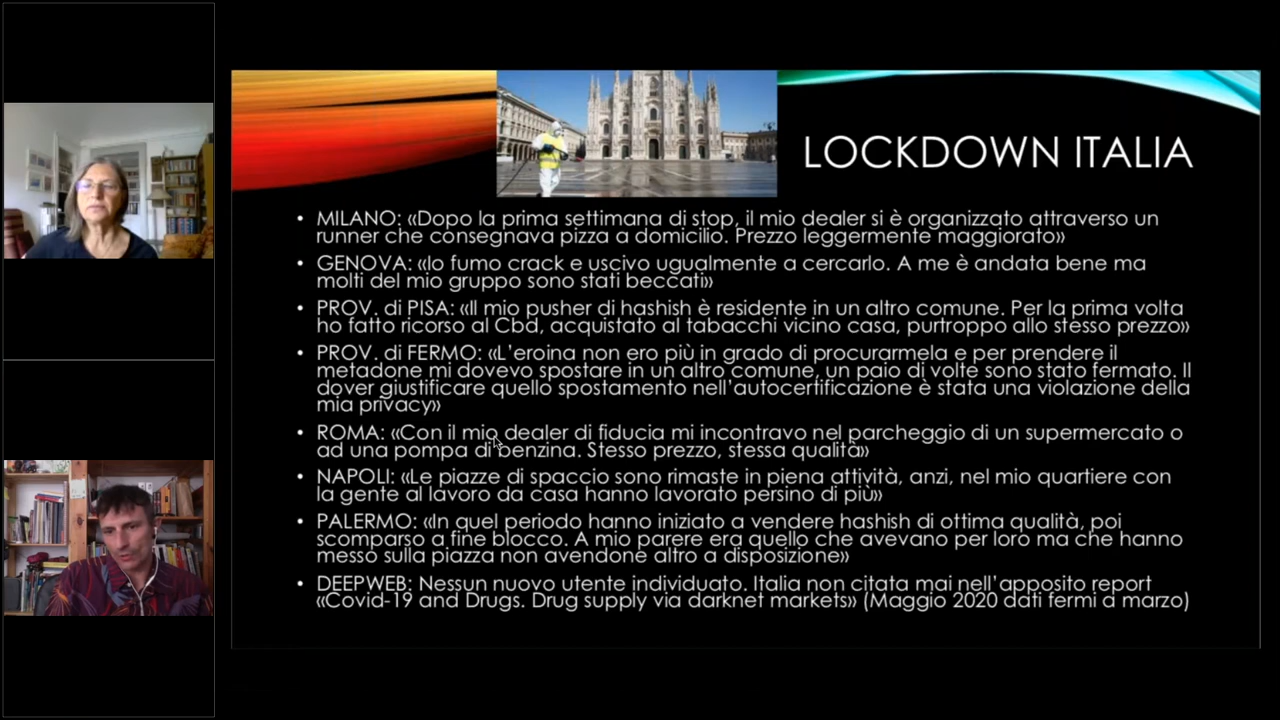 LOCKDOWN ITALIA
• MILANO: «Dopo la prima settimana di stop, il mio dealer si è organizzato attraverso un
runner che consegnava pizza a domicilio. Prezzo leggermente maggiorato»
• GENOVA: «Io fumo crack e uscivo ugualmente a cercarlo. A me è andata bene ma
molti del mio gruppo sono stati beccati»
• PROV. di PISA: «Il mio pusher di hashish è residente in un altro comune. Per la prima volta
ho fatto ricorso al Cbd, acquistato al tabacchi vicino casa, purtroppo allo stesso prezzo»
• PROV. di FERMO: «L'eroina non ero più in grado di procurarmela e per prendere il
metadone mi dovevo spostare in un altro comune, un paio di volte sono stato fermato. Il
dover giustificare quello spostamento nell'autocertificazione è stata una violazione della
mia privacy»
• ROMA: «Con il mio dealer di fiducia mi incontravo nel parcheggio di un supermercato o
ad una pompa di benzina. Stesso prezzo, stessa qualità»
• NAPOLI: «Le piazze di spaccio sono rimaste in piena attività, anzi, nel mio quartiere con
la gente al lavoro da casa hanno lavorato persino di più»
• PALERMO: «In quel periodo hanno iniziato a vendere hashish di ottima qualità, poi
scomparso a fine blocco. A mio parere era quello che avevano per loro ma che hanno
messo sulla piazza non avendone altro a disposizione»
• DEEPWEB: Nessun nuovo utente individuato. Italia non citata mai nell'apposito report
«Covid-19 and Drugs. Drug supply via darknet markets» (Maggio 2020 dati fermi a marzo)